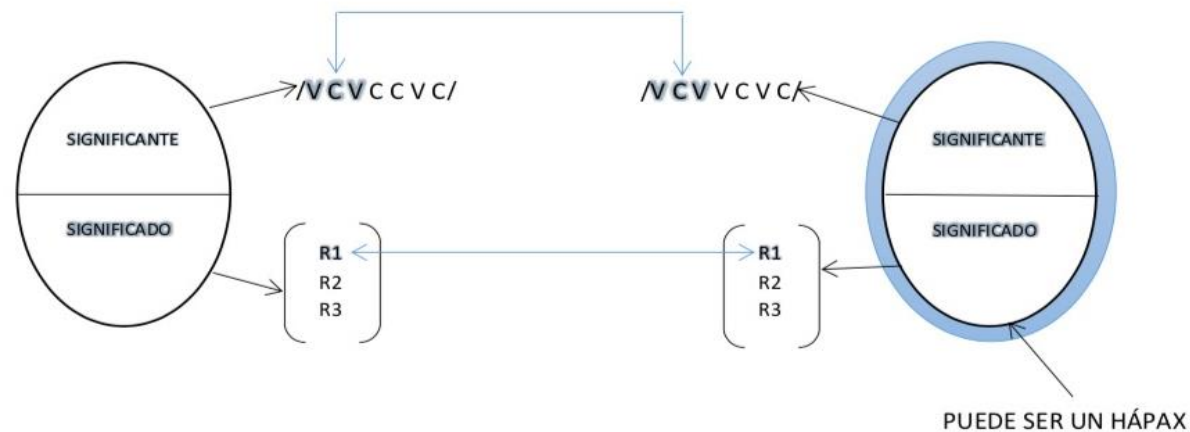 /V C V C C V C/
/V C V V C V C/
SIGNIFICANTE
SIGNIFICANTE
SIGNIFICADO
SIGNIFICADO
R1
R2
R3
R1
R2
R3
PUEDE SER UN HÁPAX